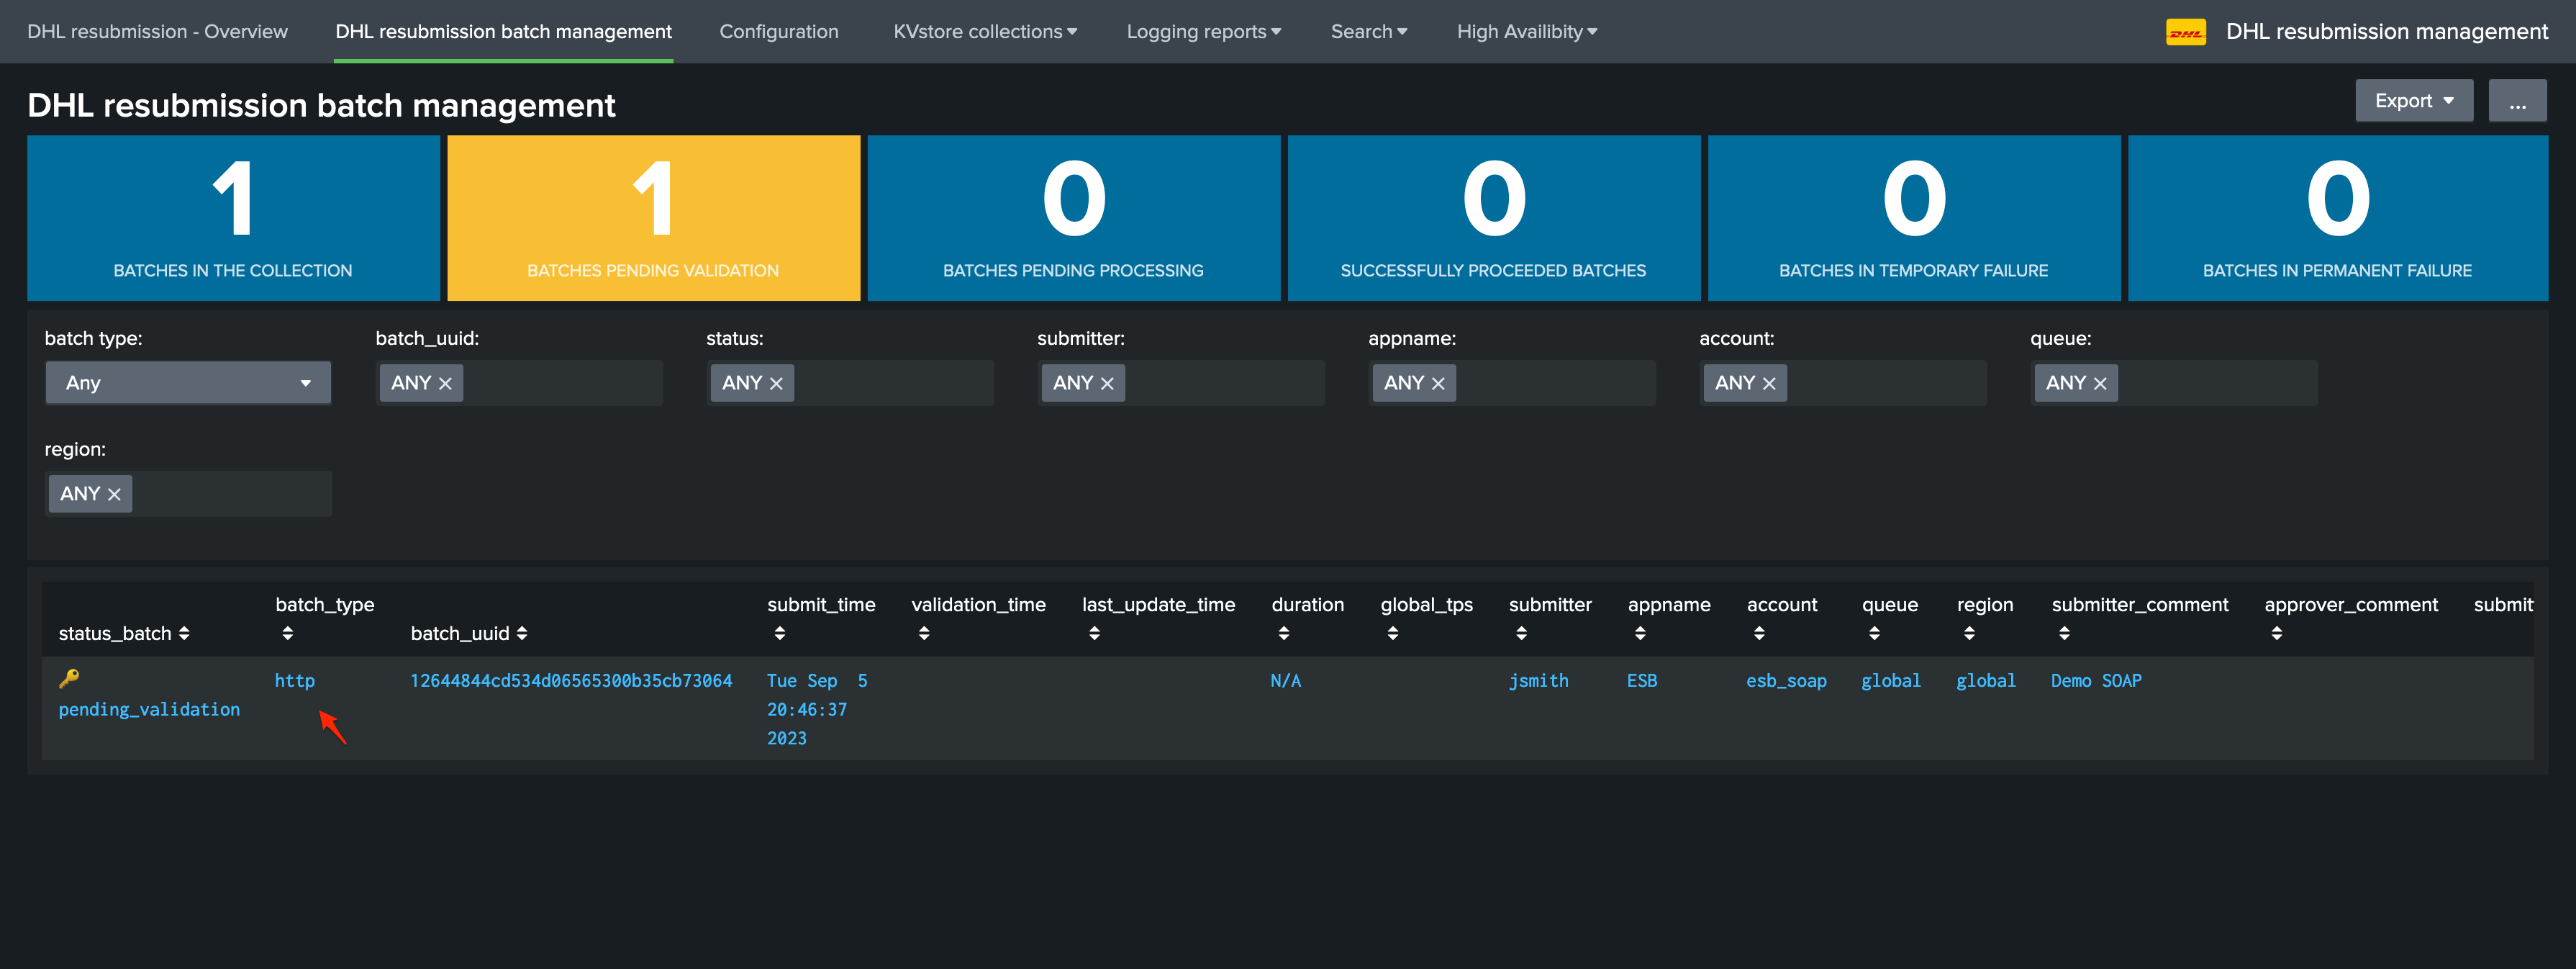 DHL resubmission - Overview
DHL resubmission batch management
Configuration
KVstore collections
Logging reports
Search
High Availibity
DHL
DHL resubmission management
DHL resubmission batch management
Export
...
1
BATCHES IN THE COLLECTION
1
BATCHES PENDING VALIDATION
0
BATCHES PENDING PROCESSING
0
SUCCESSFULLY PROCEEDED BATCHES
0
BATCHES IN TEMPORARY FAILURE
0
BATCHES IN PERMANENT FAILURE
batch type:
Any
batch_uuid:
ANY
status:
ANY
submitter:
ANY
appname:
ANY
account:
ANY
queue:
ANY
region:
ANY
status_batch
batch_type
batch_uuid
submit_time
validation_time
last_update_time
duration
global_tps
submitter
appname
account
queue
region
submitter_comment
approver_comment
submit
pending_validation
http
12644844cd534d06565300b35cb73064
Tue Sep  5
20:46:37
2023
N/A
jsmith
ESB
esb_soap
global
global
Demo SOAP